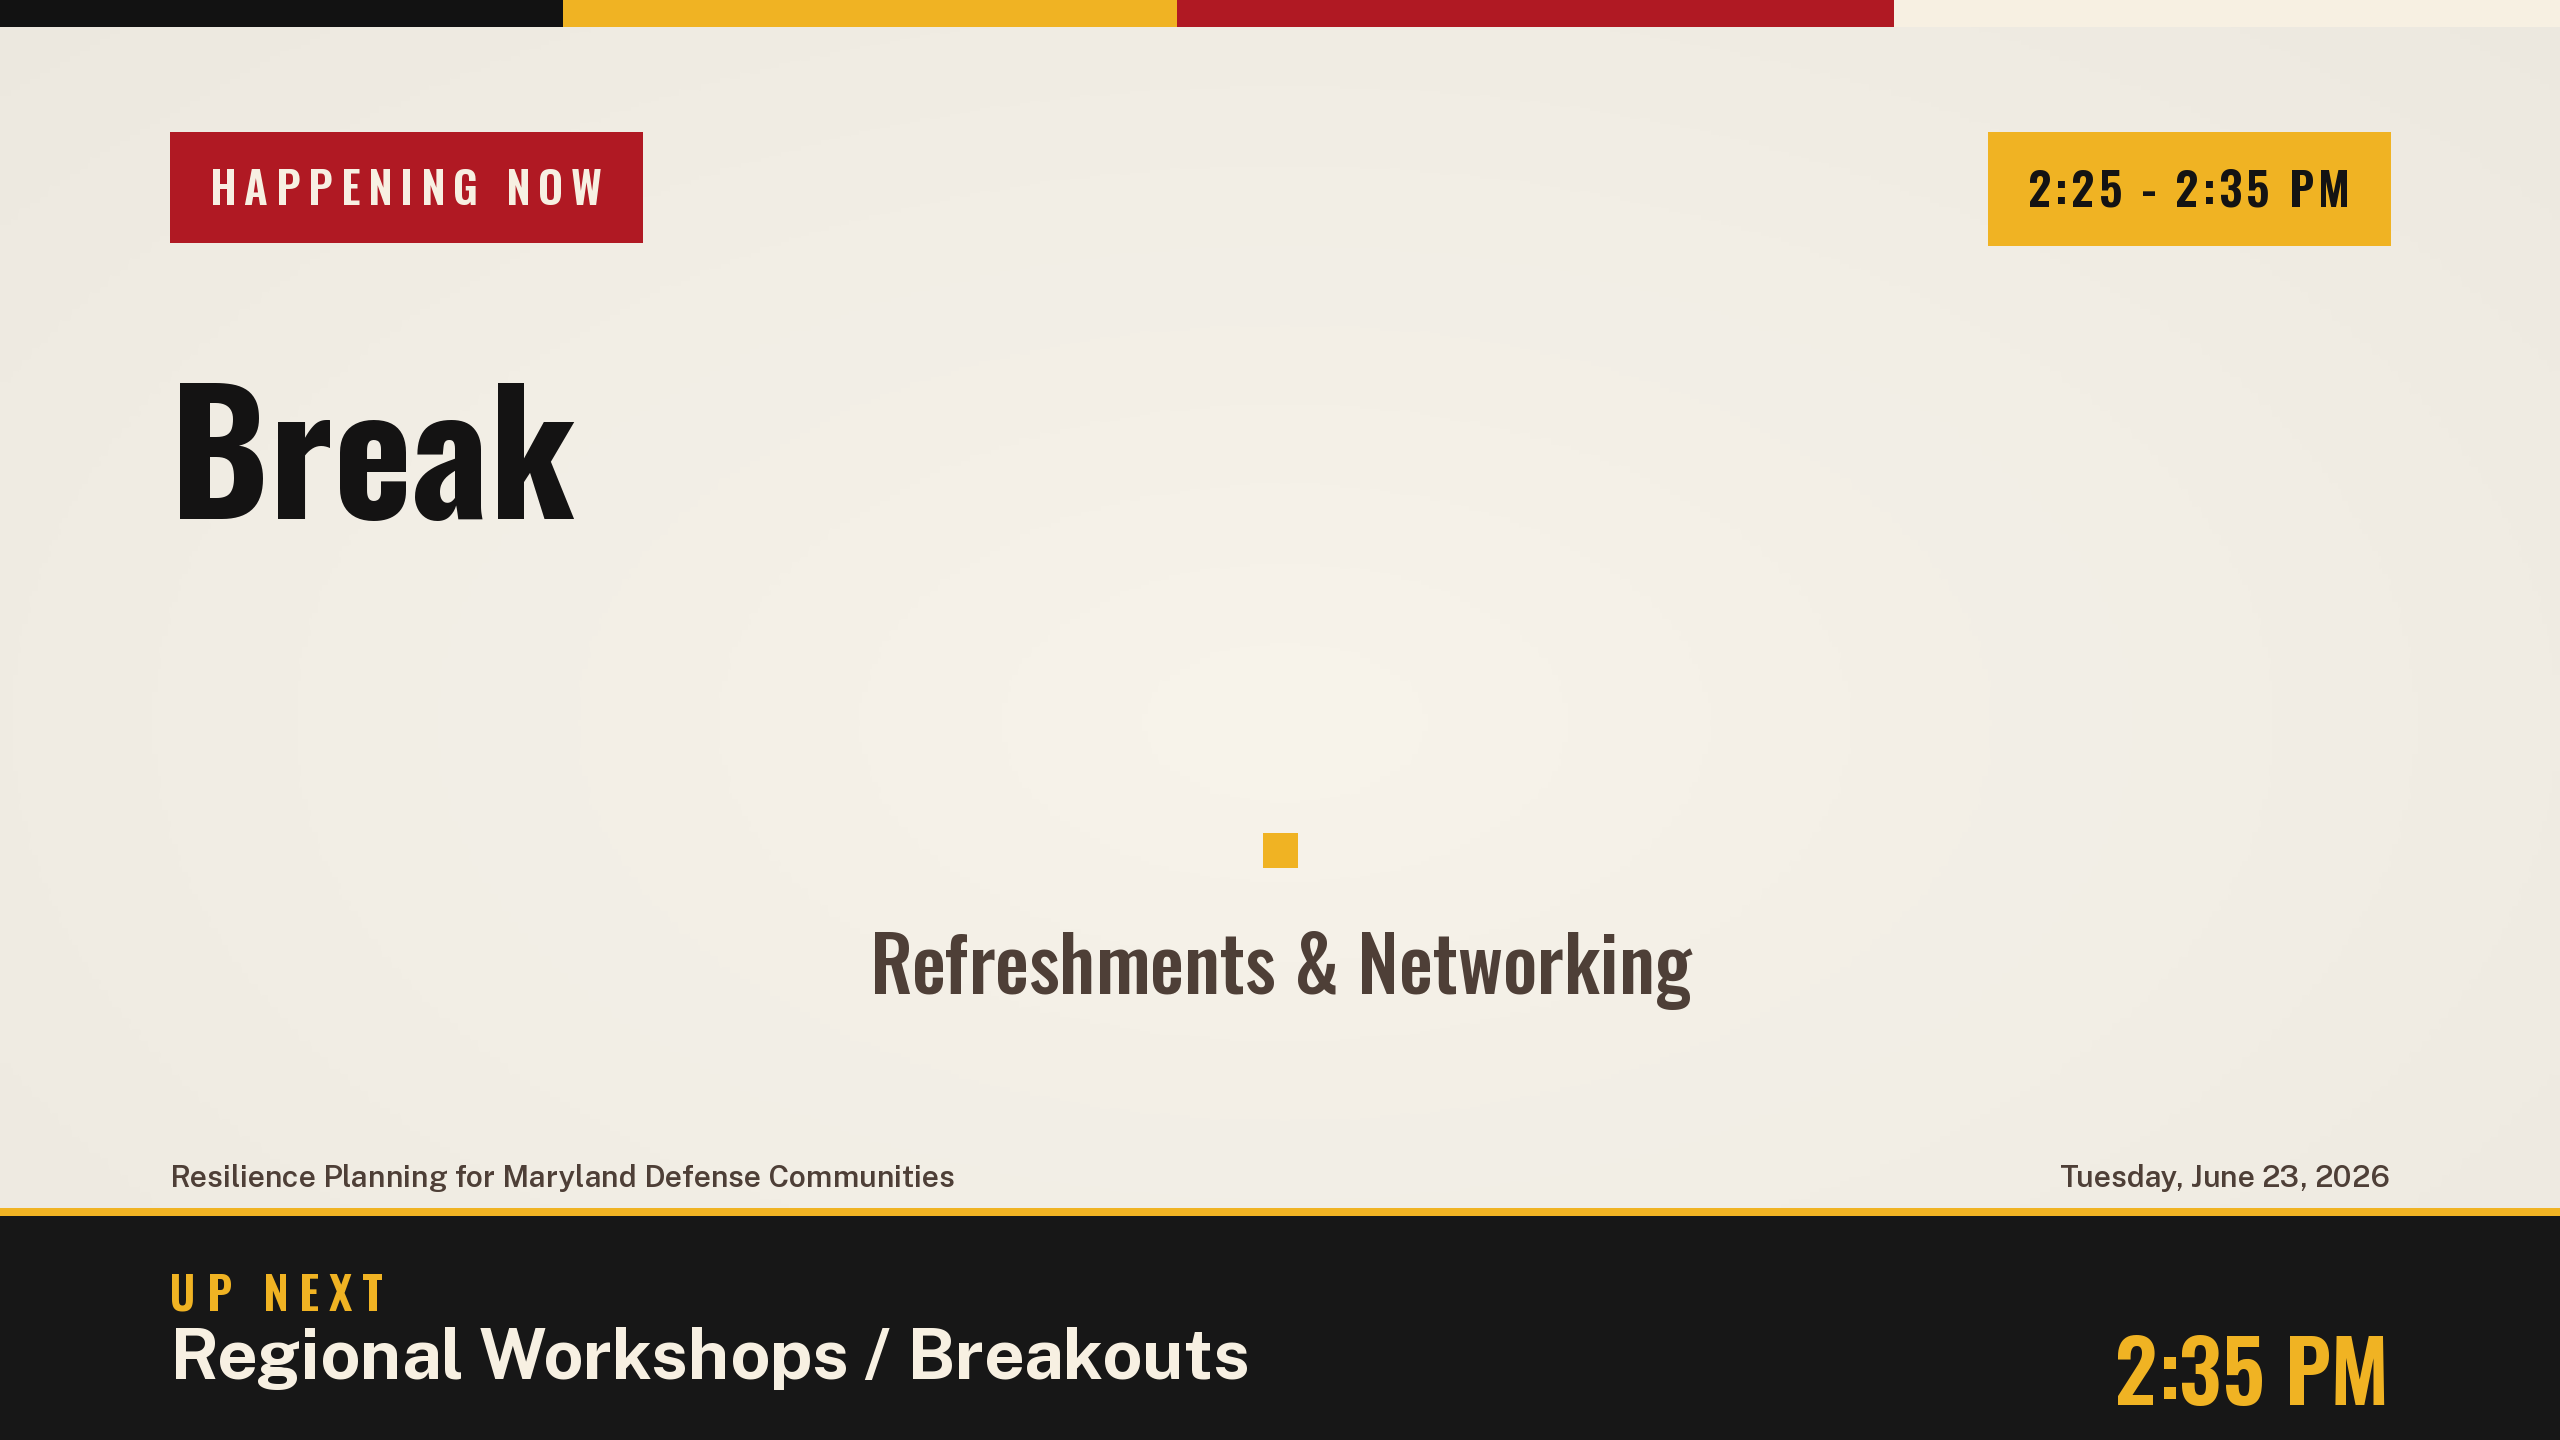 HAPPENING NOW
2:25 - 2:35 PM
Break
Refreshments & Networking
Resilience Planning for Maryland Defense Communities
Tuesday, June 23, 2026
UP NEXT
Regional Workshops / Breakouts
2:35 PM